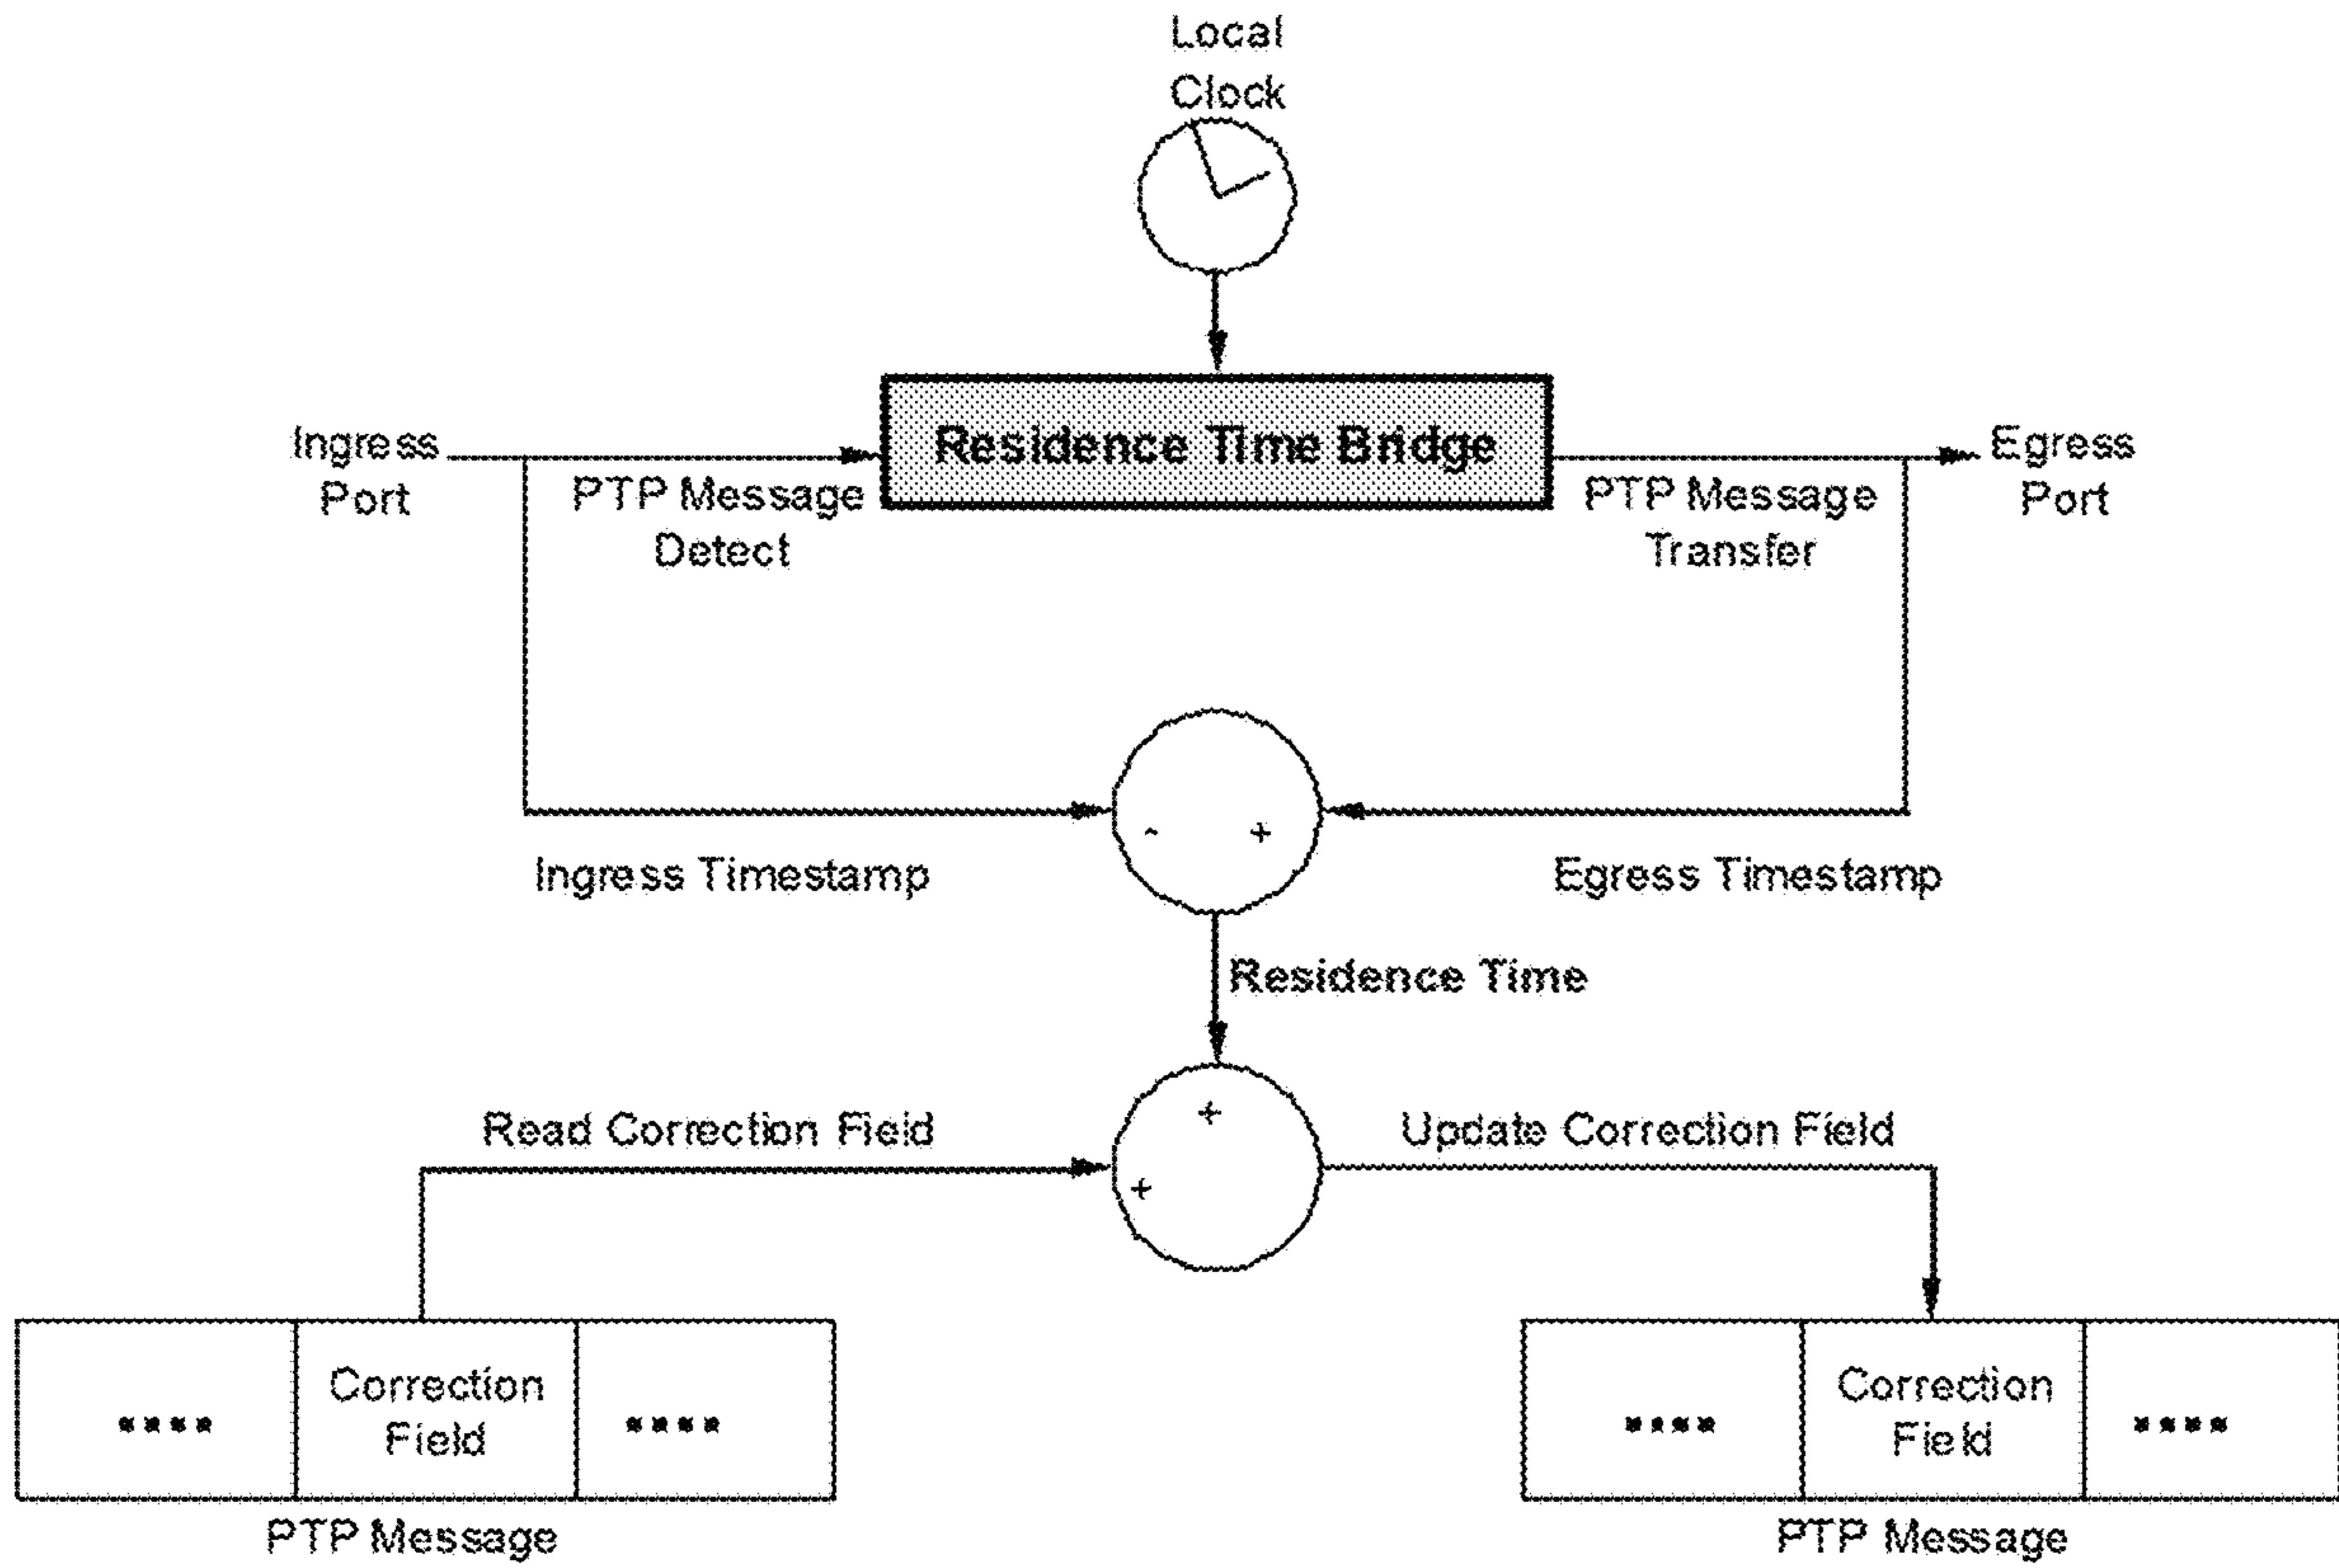 Local
Clock
Residence Time Bridge
Ingress
Port
Egress
Port
PTP Message
Detect
PTP Message
Transfer
- +
Ingress Timestamp
Egress Timestamp
Residence Time
+
Read Correction Field
Update Correction Field
+
....
Correction
Field
....
....
Correction
Field
....
PTP Message
PTP Message